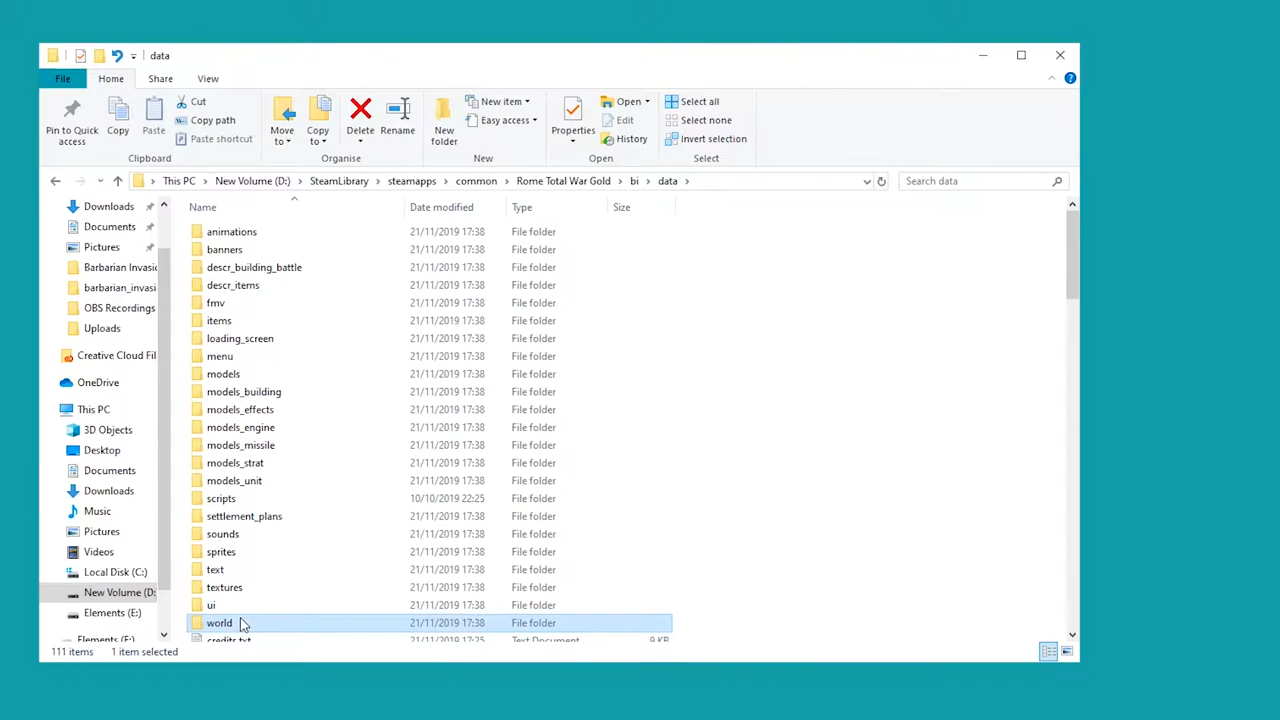 data
File Home Share View
Pin to Quick access
Copy
Paste
Cut
Copy path
Paste shortcut
Clipboard
Move to
Copy to
Delete
Rename
Organise
New folder
New item
Easy access
New
Properties
Open
Edit
History
Open
Select all
Select none
Invert selection
Select
This PC > New Volume (D:) > SteamLibrary > steamapps > common > Rome Total War Gold > bi > data >
Search data
Downloads
Documents
Pictures
Barbarian Invasi
barbarian_invasi
OBS Recordings
Uploads
Creative Cloud Fil
OneDrive
This PC
3D Objects
Desktop
Documents
Downloads
Music
Pictures
Videos
Local Disk (C:)
New Volume (D:
Elements (E:)
Elements (E:)
Name Date modified Type Size
animations 21/11/2019 17:38 File folder
banners 21/11/2019 17:38 File folder
descr_building_battle 21/11/2019 17:38 File folder
descr_items 21/11/2019 17:38 File folder
fmv 21/11/2019 17:38 File folder
items 21/11/2019 17:38 File folder
loading_screen 21/11/2019 17:38 File folder
menu 21/11/2019 17:38 File folder
models 21/11/2019 17:38 File folder
models_building 21/11/2019 17:38 File folder
models_effects 21/11/2019 17:38 File folder
models_engine 21/11/2019 17:38 File folder
models_missile 21/11/2019 17:38 File folder
models_strat 21/11/2019 17:38 File folder
models_unit 21/11/2019 17:38 File folder
scripts 10/10/2019 22:25 File folder
settlement_plans 21/11/2019 17:38 File folder
sounds 21/11/2019 17:38 File folder
sprites 21/11/2019 17:38 File folder
text 21/11/2019 17:38 File folder
textures 21/11/2019 17:38 File folder
ui 21/11/2019 17:38 File folder
world 21/11/2019 17:38 File folder
credits.txt 21/11/2019 17:25 Text Document 9 KB
111 items 1 item selected